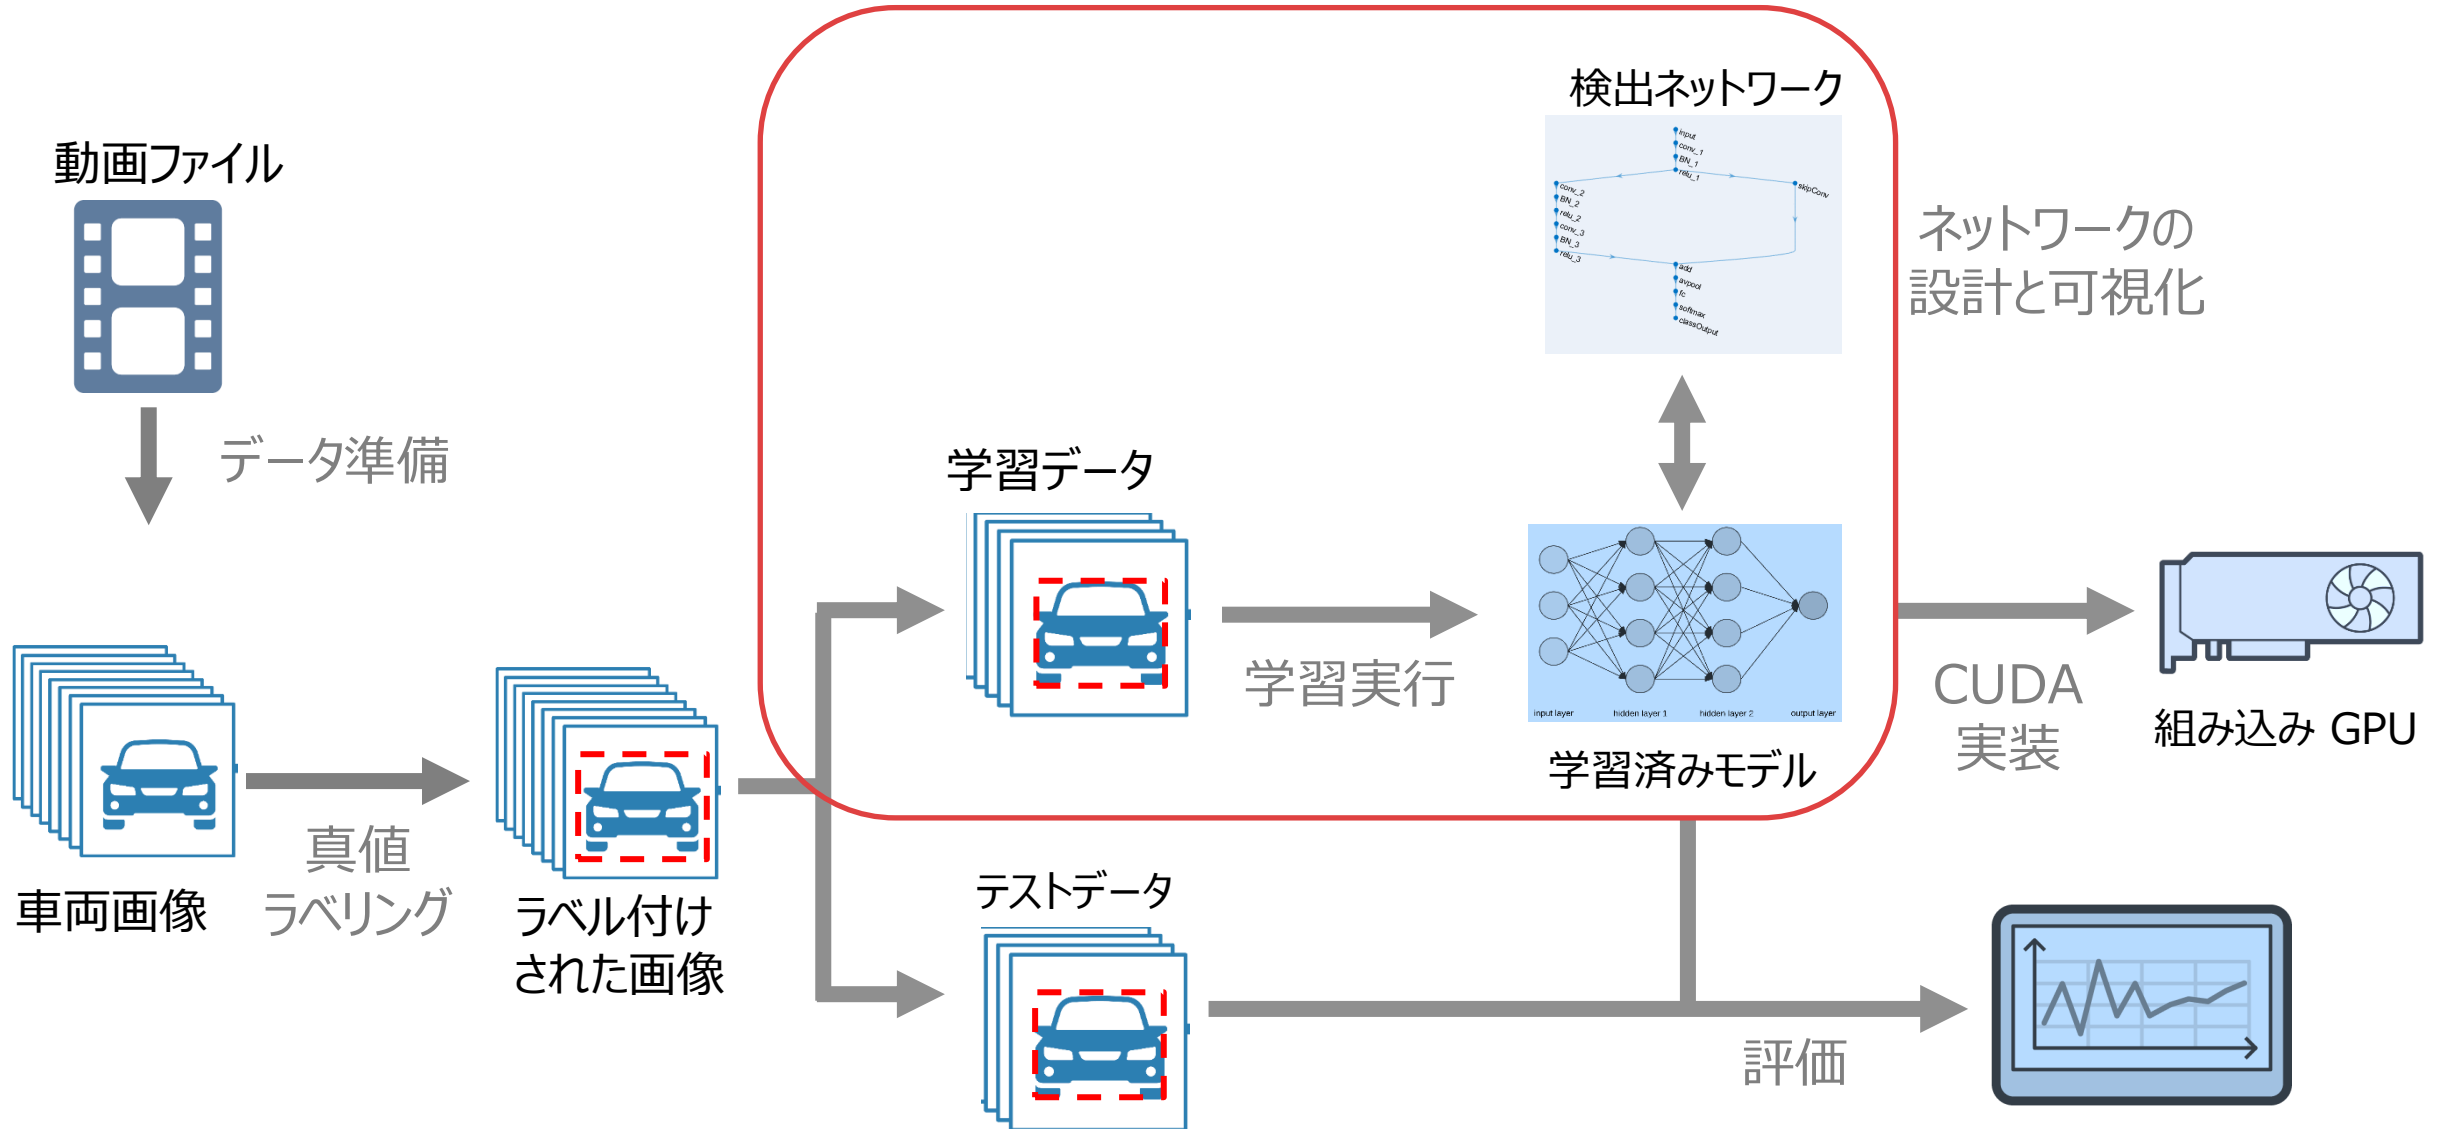 動画ファイル
データ準備
車両画像
真値
ラベリング
ラベル付け
された画像
学習データ
学習実行
検出ネットワーク
input
conv_1
BN_1
relu_1
conv_2
BN_2
relu_2
conv_3
BN_3
relu_3
skipConv
add
avpool
fc
softmax
classOutput
ネットワークの
設計と可視化
input layer
hidden layer 1
hidden layer 2
output layer
学習済みモデル
CUDA
実装
組み込み GPU
テストデータ
評価